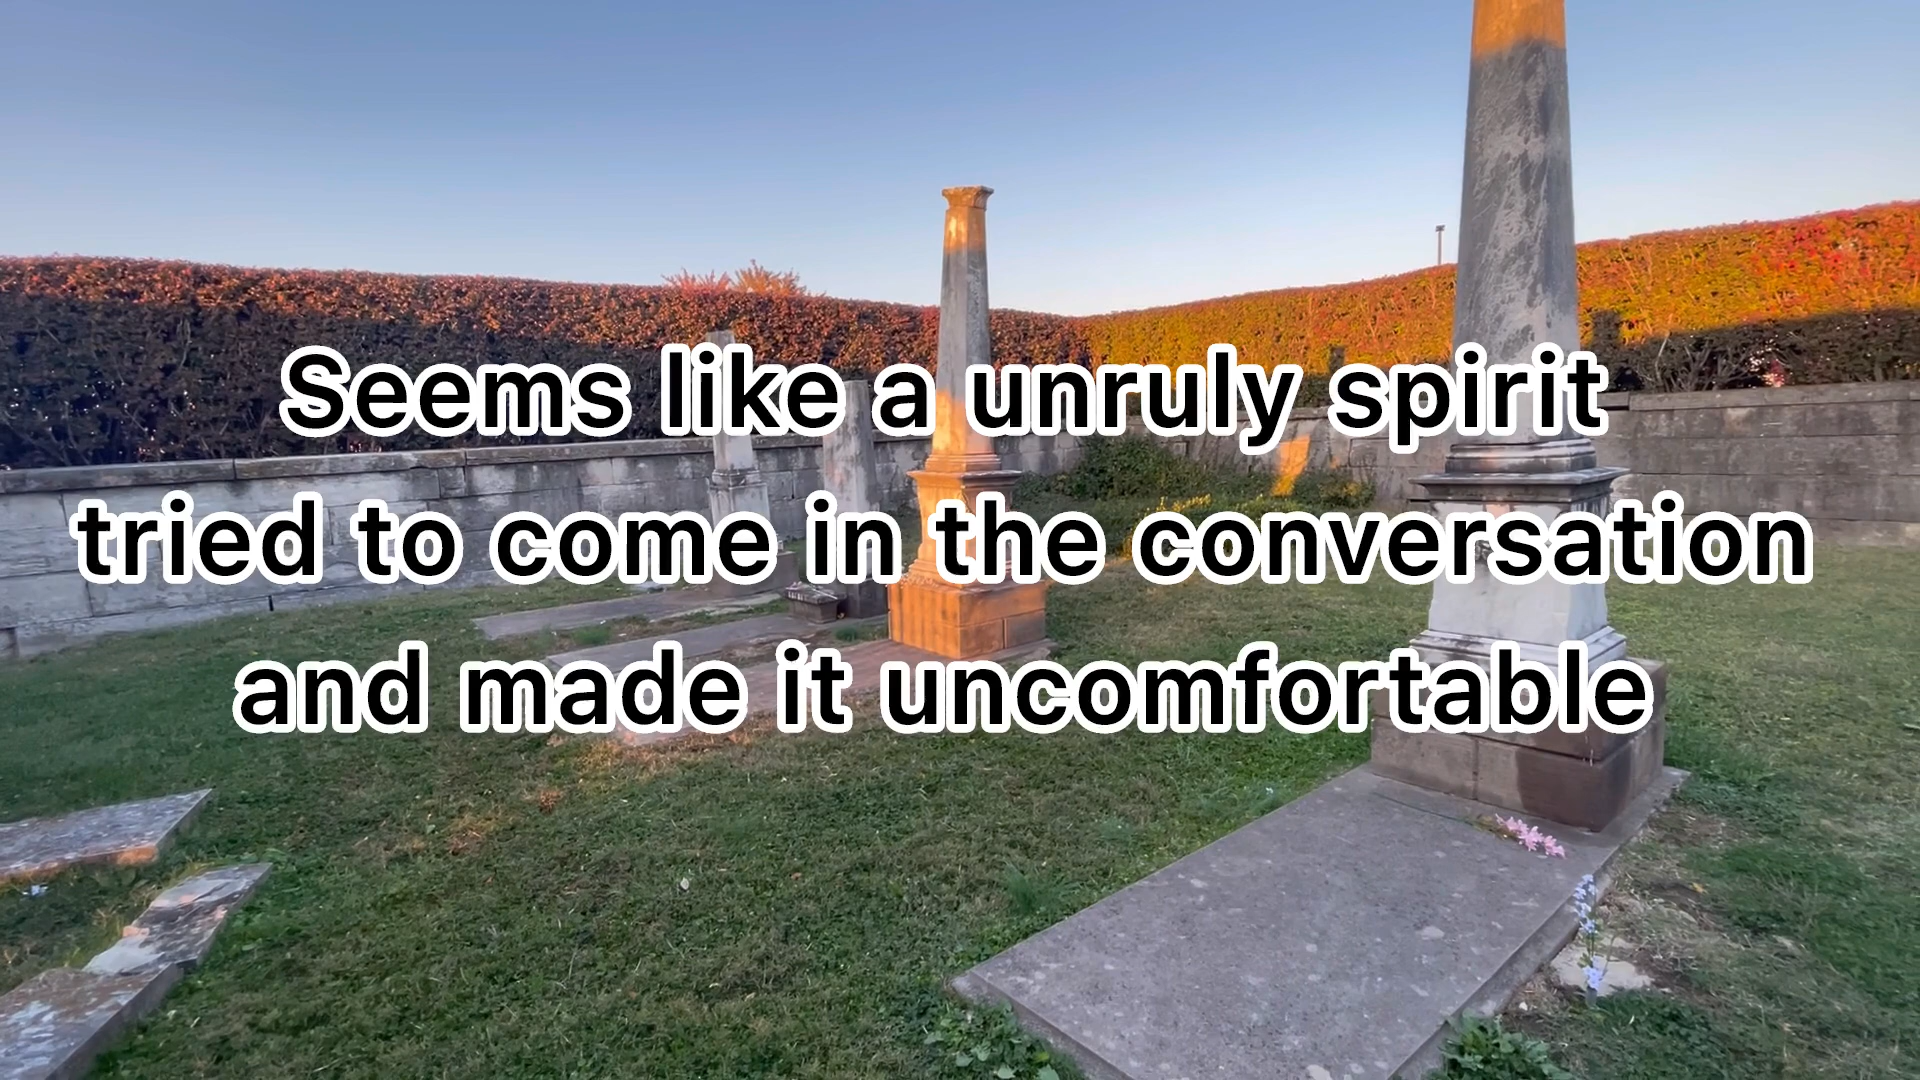 Seems like a unruly spirit
tried to come in the conversation
and made it uncomfortable